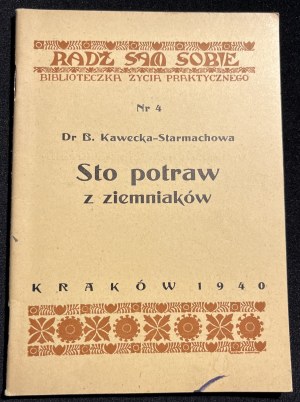 RADŹ SAM SOBIE
BIBLIOTECZKA ŻYCIA PRAKTYCZNEGO
Nr 4
Dr B. Kawecka-Starmachowa
Sto potraw
z ziemniaków
KRAKÓW 1940